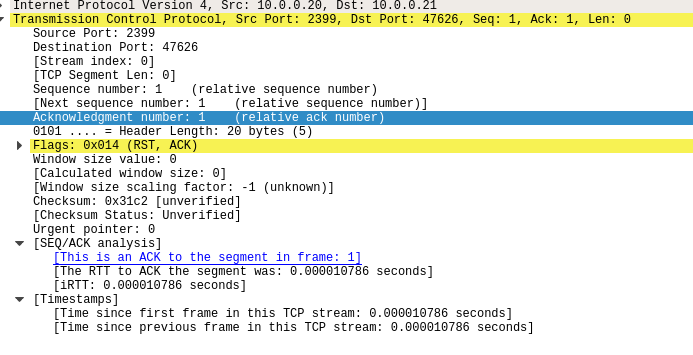 Internet Protocol Version 4, Src: 10.0.0.20, Dst: 10.0.0.21
Transmission Control Protocol, Src Port: 2399, Dst Port: 47626, Seq: 1, Ack: 1, Len: 0
Source Port: 2399
Destination Port: 47626
[Stream index: 0]
[TCP Segment Len: 0]
Sequence number: 1    (relative sequence number)
[Next sequence number: 1    (relative sequence number)]
Acknowledgment number: 1    (relative ack number)
0101 .... = Header Length: 20 bytes (5)
Flags: 0x014 (RST, ACK)
Window size value: 0
[Calculated window size: 0]
[Window size scaling factor: -1 (unknown)]
Checksum: 0x31c2 [unverified]
[Checksum Status: Unverified]
Urgent pointer: 0
[SEQ/ACK analysis]
[This is an ACK to the segment in frame: 1]
[The RTT to ACK the segment was: 0.000010786 seconds]
[iRTT: 0.000010786 seconds]
[Timestamps]
[Time since first frame in this TCP stream: 0.000010786 seconds]
[Time since previous frame in this TCP stream: 0.000010786 seconds]